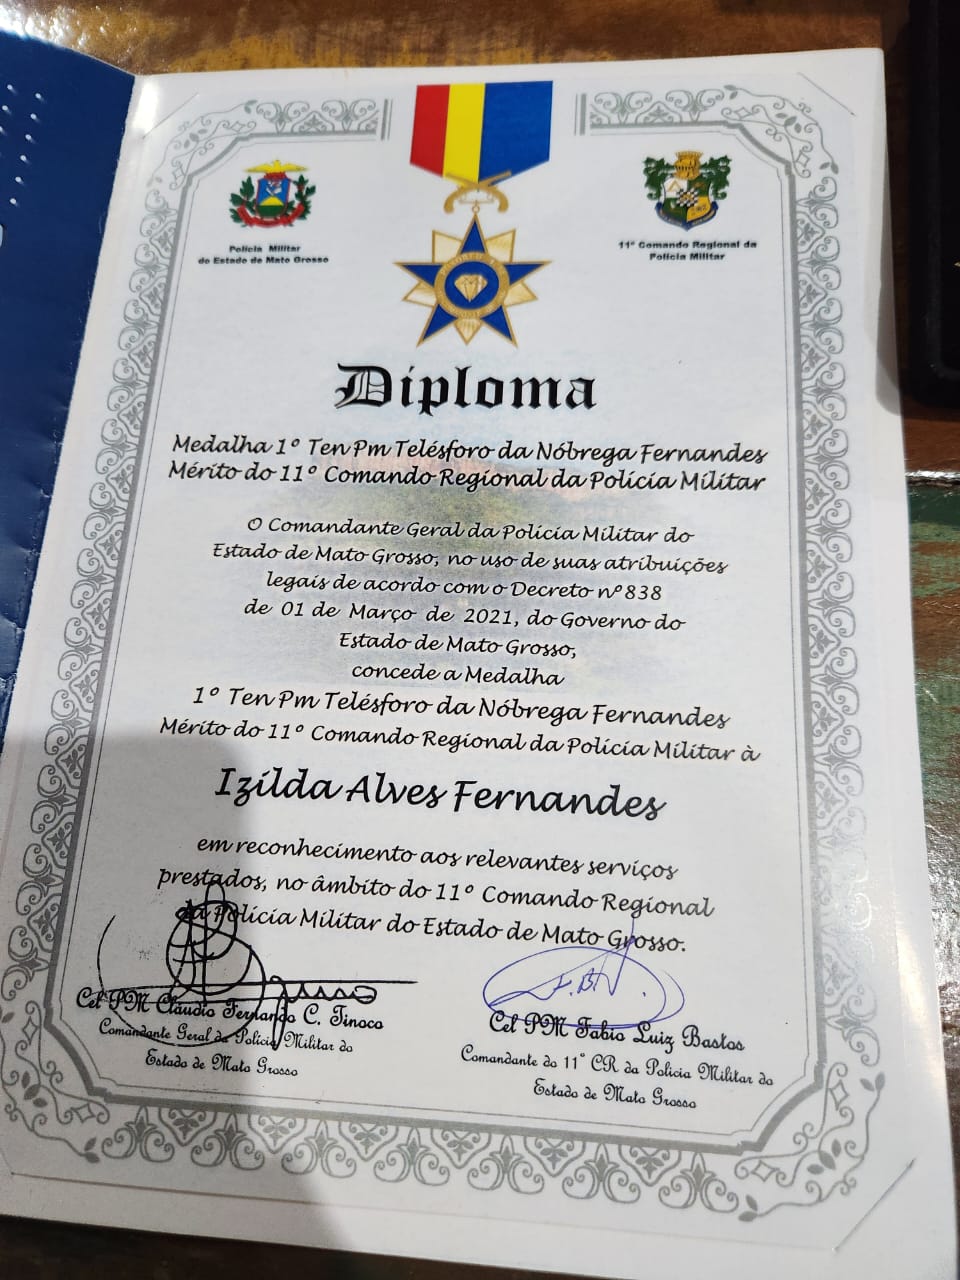 Polícia Militar
do Estado de Mato Grosso
11º Comando Regional da
Polícia Militar
Diploma
Medalha 1º Ten Pm Telésforo da Nóbrega Fernandes
Mérito do 11º Comando Regional da Polícia Militar
O Comandante Geral da Polícia Militar do
Estado de Mato Grosso, no uso de suas atribuições
legais de acordo com o Decreto nº 838
de 01 de Março de 2021, do Governo do
Estado de Mato Grosso,
concede a Medalha
1º Ten Pm Telésforo da Nóbrega Fernandes
Mérito do 11º Comando Regional da Polícia Militar à
Izilda Alves Fernandes
em reconhecimento aos relevantes serviços
prestados, no âmbito do 11º Comando Regional
da Polícia Militar do Estado de Mato Grosso.
Cel PM Cláudio Fernando C. Tinoco
Comandante Geral da Polícia Militar do
Estado de Mato Grosso
Cel PM Fabio Luiz Bastos
Comandante do 11º CR da Polícia Militar do
Estado de Mato Grosso